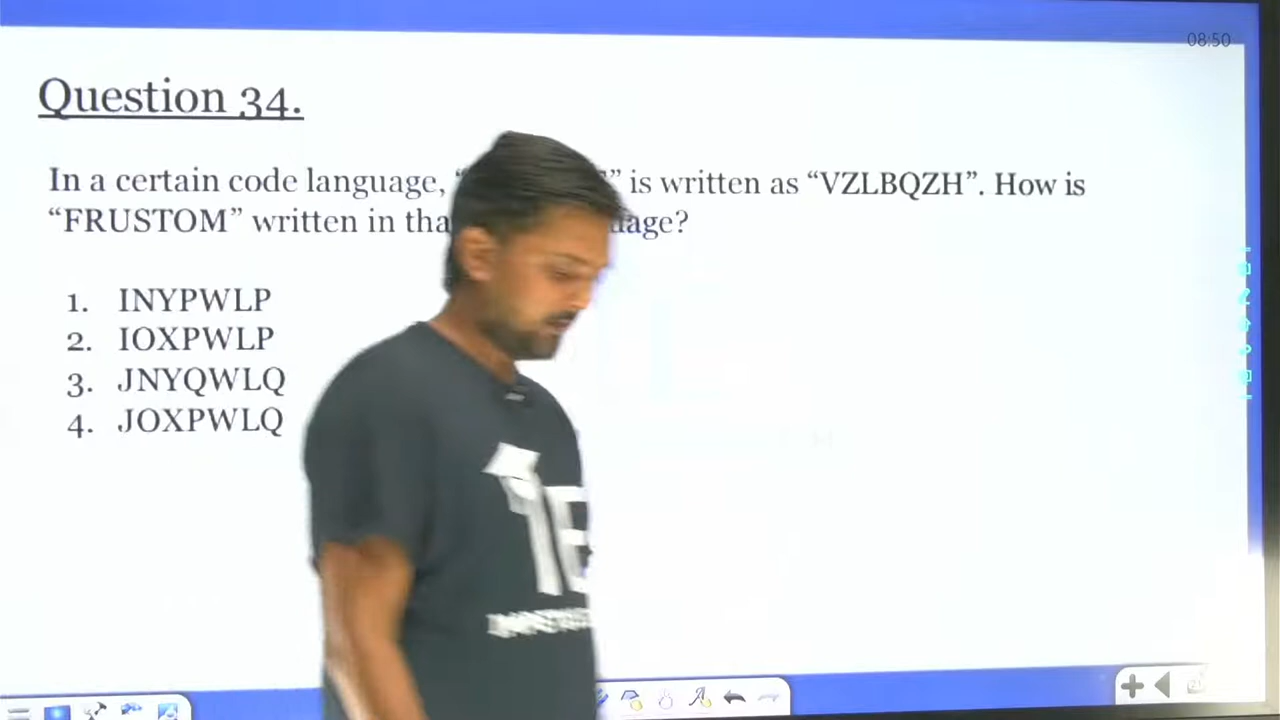 08:50
Question 34.
In a certain code language, “ ” is written as “VZLBQZH”. How is
“FRUSTOM” written in tha uage?
1. INYPWLP
2. IOXPWLP
3. JNYQWLQ
4. JOXPWLQ